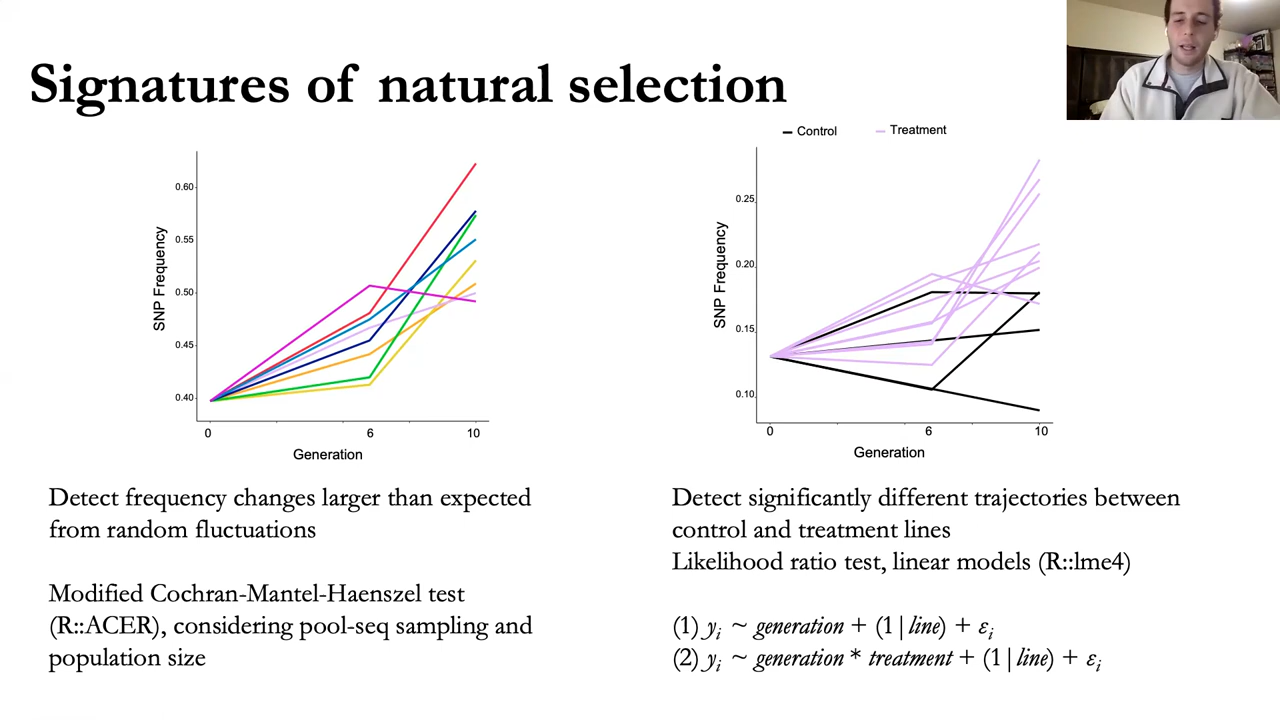 Signatures of natural selection
SNP Frequency
0.60
0.55
0.50
0.45
0.40
0 6 10
Generation
Control Treatment
SNP Frequency
0.25
0.20
0.15
0.10
0 6 10
Generation
Detect frequency changes larger than expected
from random fluctuations
Modified Cochran-Mantel-Haenszel test
(R::ACER), considering pool-seq sampling and
population size
Detect significantly different trajectories between
control and treatment lines
Likelihood ratio test, linear models (R::lme4)
(1) yᵢ ~ generation + (1|line) + εᵢ
(2) yᵢ ~ generation * treatment + (1|line) + εᵢ